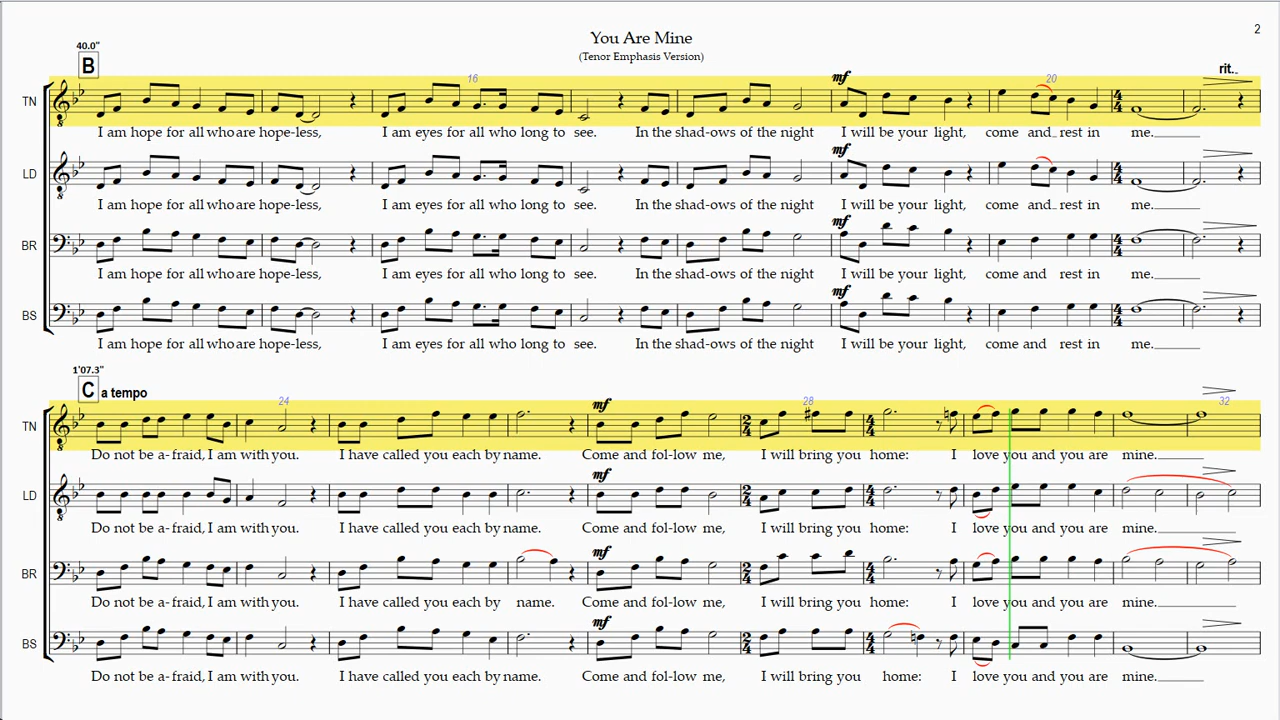 You Are Mine
2
(Tenor Emphasis Version)
40.0"
B
rit..
mf
16
20
TN
I am hope for all who are hope-less, I am eyes for all who long to see. In the shad-ows of the night I will be your light, come and rest in me.
mf
LD
I am hope for all who are hope-less, I am eyes for all who long to see. In the shad-ows of the night I will be your light, come and rest in me.
mf
BR
I am hope for all who are hope-less, I am eyes for all who long to see. In the shad-ows of the night I will be your light, come and rest in me.
mf
BS
I am hope for all who are hope-less, I am eyes for all who long to see. In the shad-ows of the night I will be your light, come and rest in me.
1'07.3"
C a tempo
24
mf
28
32
TN
Do not be a-fraid, I am with you. I have called you each by name. Come and fol-low me, I will bring you home: I love you and you are mine.
mf
LD
Do not be a-fraid, I am with you. I have called you each by name. Come and fol-low me, I will bring you home: I love you and you are mine.
mf
BR
Do not be a-fraid, I am with you. I have called you each by name. Come and fol-low me, I will bring you home: I love you and you are mine.
mf
BS
Do not be a-fraid, I am with you. I have called you each by name. Come and fol-low me, I will bring you home: I love you and you are mine.